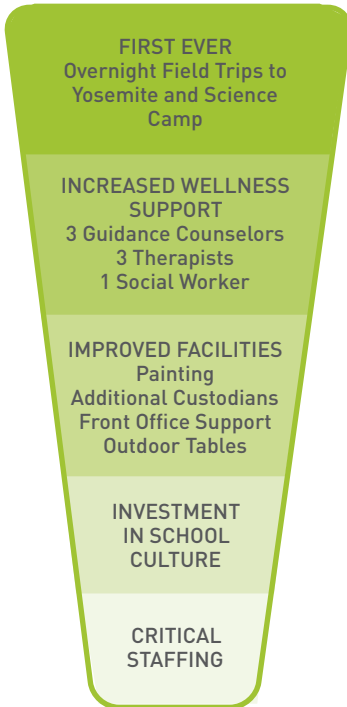 FIRST EVER
Overnight Field Trips to
Yosemite and Science
Camp
INCREASED WELLNESS
SUPPORT
3 Guidance Counselors
3 Therapists
1 Social Worker
IMPROVED FACILITIES
Painting
Additional Custodians
Front Office Support
Outdoor Tables
INVESTMENT
IN SCHOOL
CULTURE
CRITICAL
STAFFING